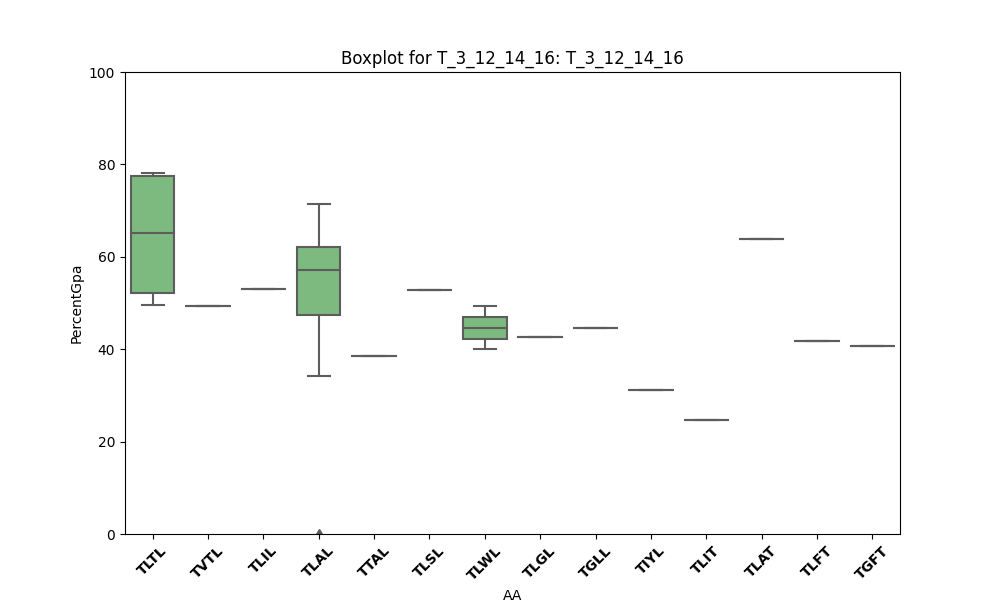 Boxplot for T_3_12_14_16: T_3_12_14_16
100
80
60
40
20
0
PercentGpa
TLTL
TVTL
TLIL
TLAL
TTAL
TLSL
TLWL
TLGL
TGLL
TIYL
TLIT
TLAT
TLFT
TGFT
AA